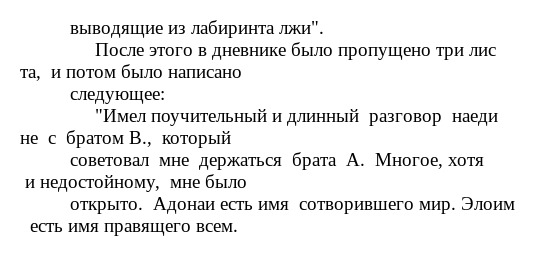 выводящие из лабиринта лжи".
После этого в дневнике было пропущено три лис
та,  и потом было написано
следующее:
"Имел поучительный и длинный  разговор  наеди
не  с  братом В.,  который
советовал  мне  держаться  брата  А.  Многое, хотя
и недостойному,  мне было
открыто.  Адонаи есть имя  сотворившего мир. Элоим
есть имя правящего всем.